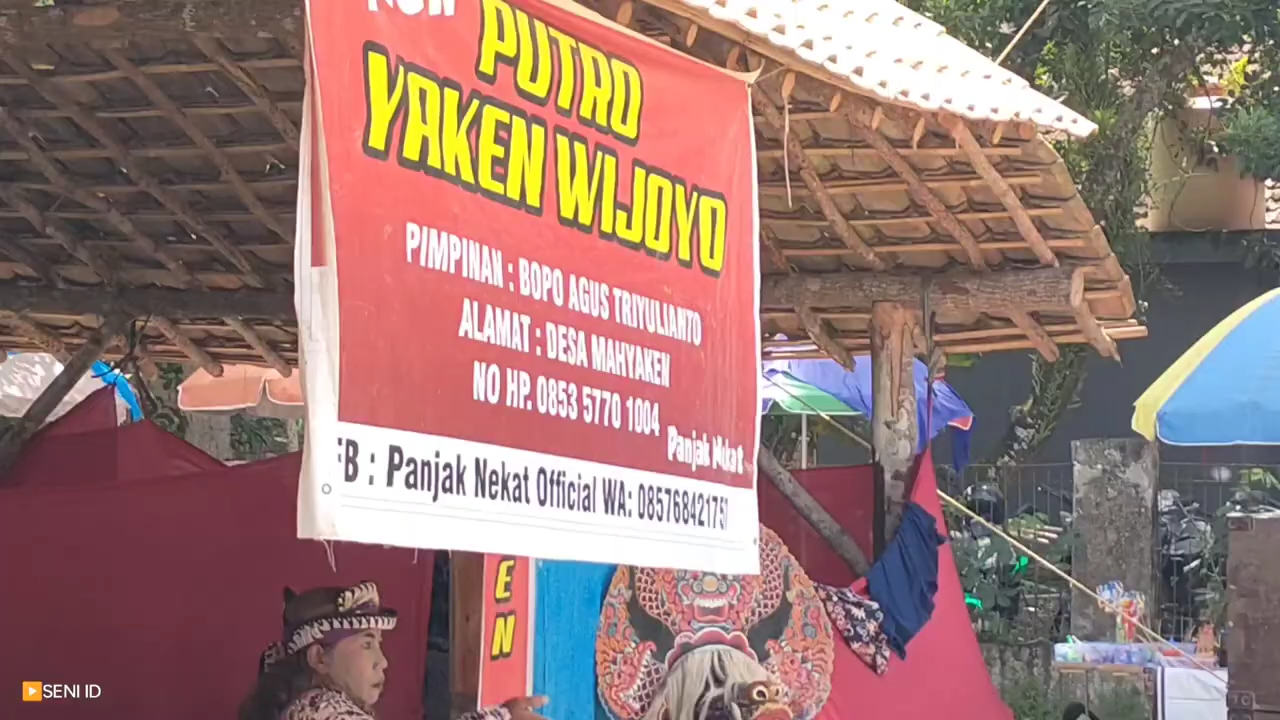 PUTRO
YAKEN WIJOYO
PIMPINAN : BOPO AGUS TRIYULIANTO
ALAMAT : DESA MAHYAKEN
NO HP. 0853 5770 1004
Panjak Nekat
FB : Panjak Nekat Official WA: 085768421757
EN
SENI ID